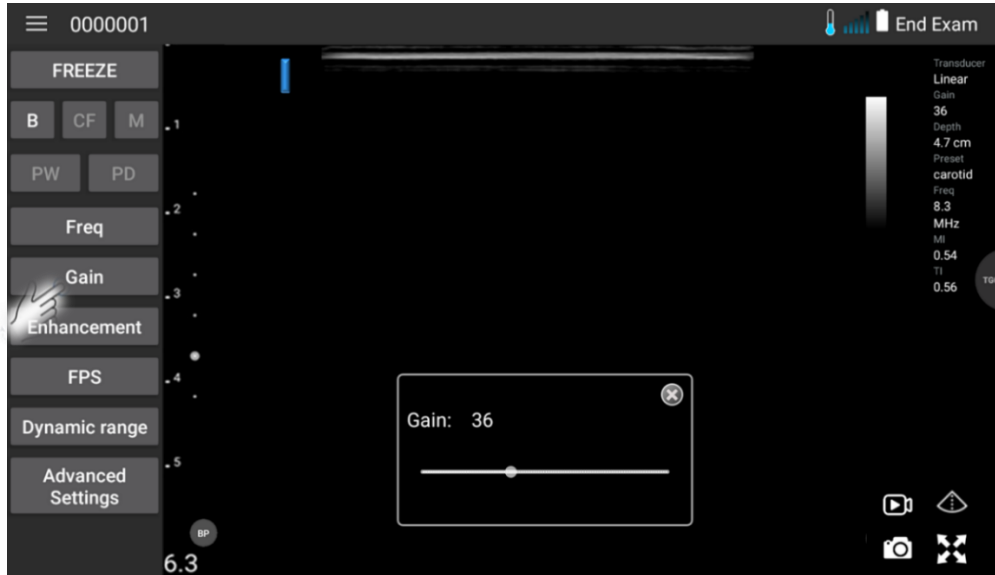 0000001
End Exam
FREEZE
B CF M
PW PD
Freq
Gain
Enhancement
FPS
Dynamic range
Advanced
Settings
1
2
3
4
5
6.3
BP
Gain: 36
Transducer
Linear
Gain
36
Depth
4.7 cm
Preset
carotid
Freq
8.3
MHz
MI
0.54
TI
0.56